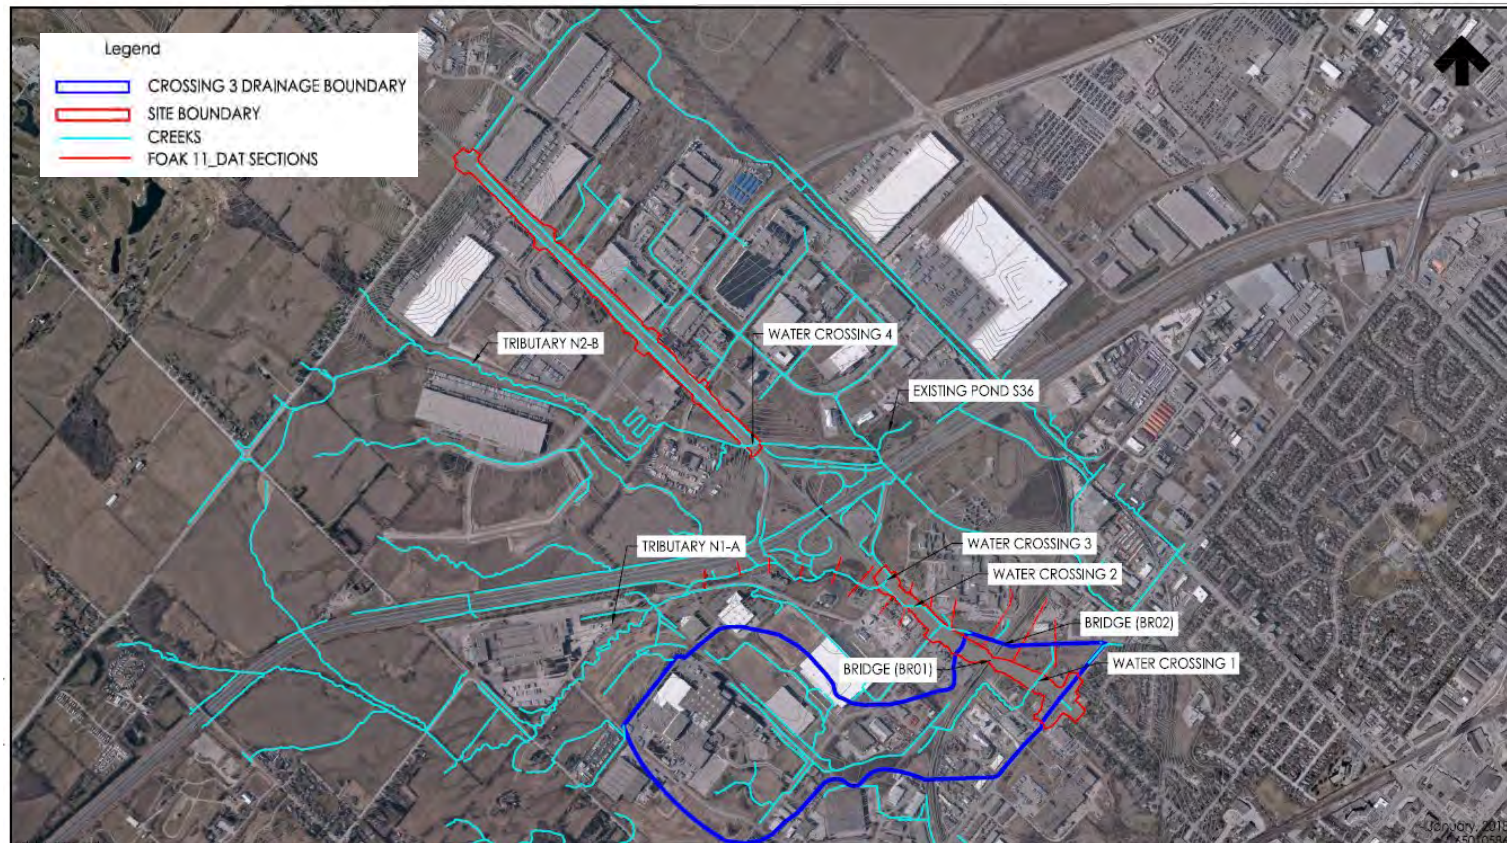 Legend
CROSSING 3 DRAINAGE BOUNDARY
SITE BOUNDARY
CREEKS
FOAK 11_DAT SECTIONS
WATER CROSSING 4
TRIBUTARY N2-B
EXISTING POND S36
TRIBUTARY N1-A
WATER CROSSING 3
WATER CROSSING 2
BRIDGE (BR02)
BRIDGE (BR01)
WATER CROSSING 1